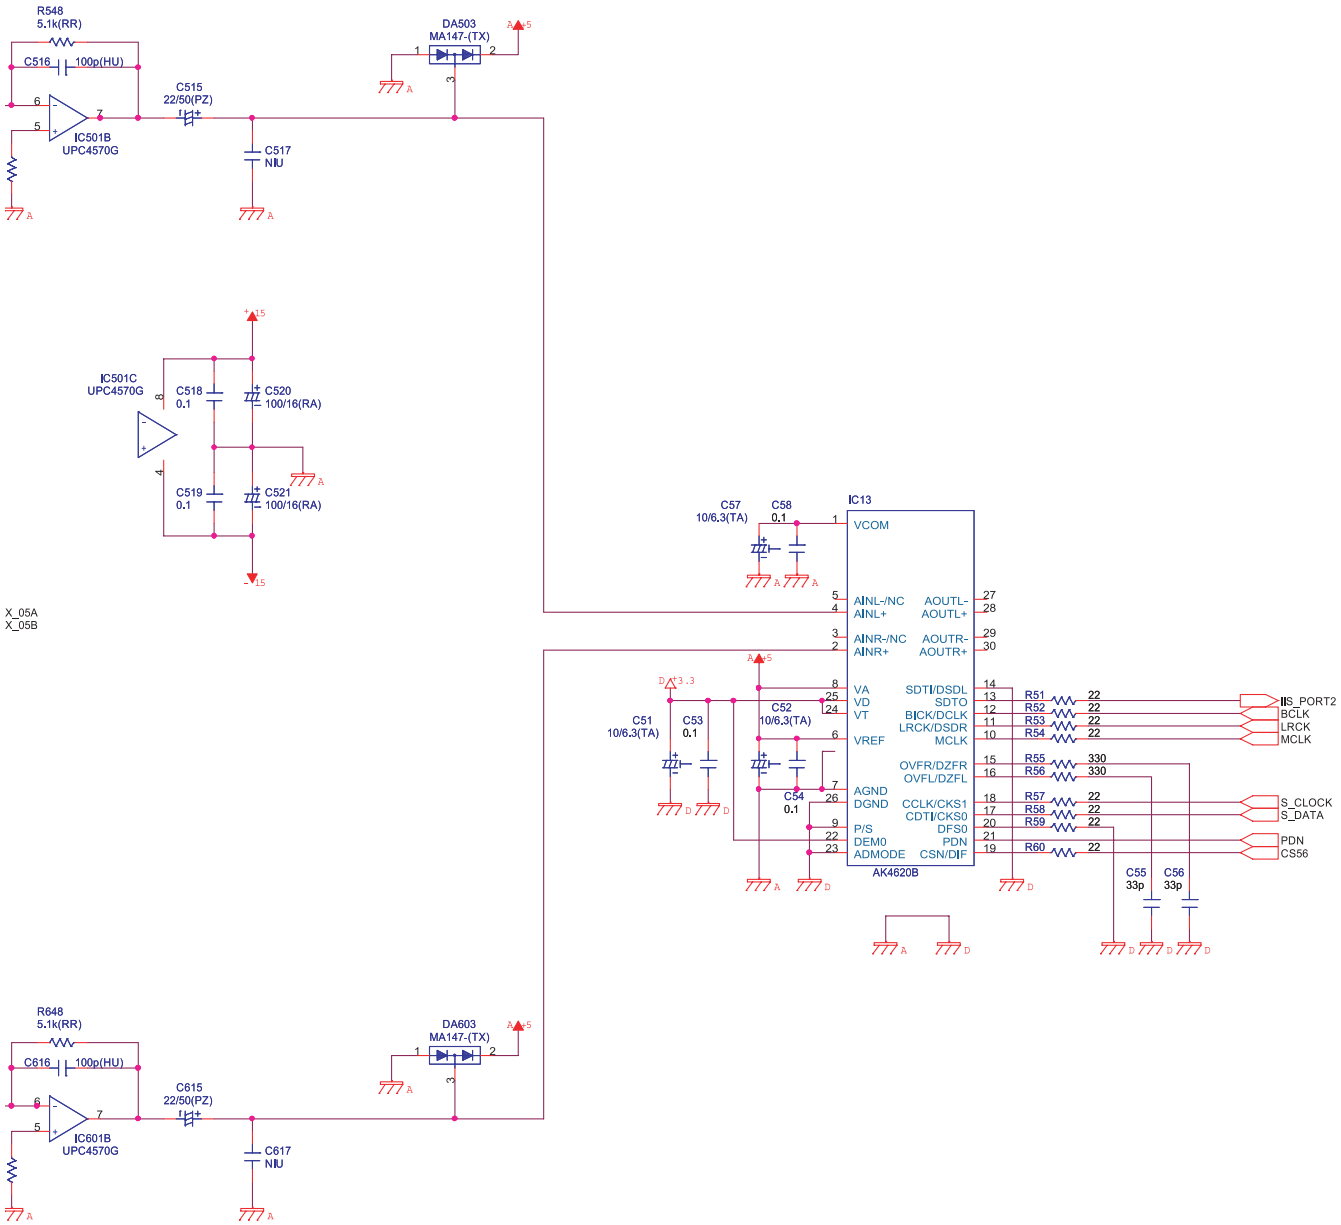 R548
5.1k(RR)
C516 100p(HU)
6
5
7
IC501B
UPC4570G
A
C515
22/50(PZ)
C517
NIU
A
DA503
MA147-(TX)
1
2
3
A
A+5
+15
IC501C
UPC4570G
8
4
C518
0.1
C520
100/16(RA)
A
C519
0.1
C521
100/16(RA)
-15
X_05A
X_05B
C57
10/6.3(TA)
C58
0.1
A A
IC13
1 VCOM
5 AINL-/NC AOUTL- 27
4 AINL+ AOUTL+ 28
3 AINR-/NC AOUTR- 29
2 AINR+ AOUTR+ 30
A+5
D+3.3
8 VA SDTI/DSDL 14
25 VD SDTO 13 R51 22 IIS_PORT2
24 VT BICK/DCLK 12 R52 22 BCLK
LRCK/DSDR 11 R53 22 LRCK
6 VREF MCLK 10 R54 22 MCLK
C51
10/6.3(TA)
C53
0.1
C52
10/6.3(TA)
C54
0.1
D D
OVFR/DZFR 15 R55 330
OVFL/DZFL 16 R56 330
7 AGND
26 DGND CCLK/CKS1 18 R57 22 S_CLOCK
CDTI/CKS0 17 R58 22 S_DATA
9 P/S DFS0 20 R59 22
22 DEM0 PDN 21 PDN
23 ADMODE CSN/DIF 19 R60 22 CS56
AK4620B
A D D
C55
33p
C56
33p
A D D D D
R648
5.1k(RR)
C616 100p(HU)
6
5
7
IC601B
UPC4570G
A
C615
22/50(PZ)
C617
NIU
A
DA603
MA147-(TX)
1
2
3
A
A+5